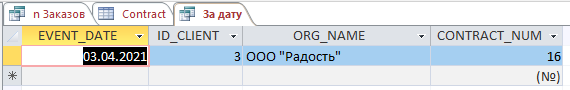 n Заказов Contract За дату
EVENT_DATE ID_CLIENT ORG_NAME CONTRACT_NUM
03.04.2021 3 ООО "Радость" 16
(№)